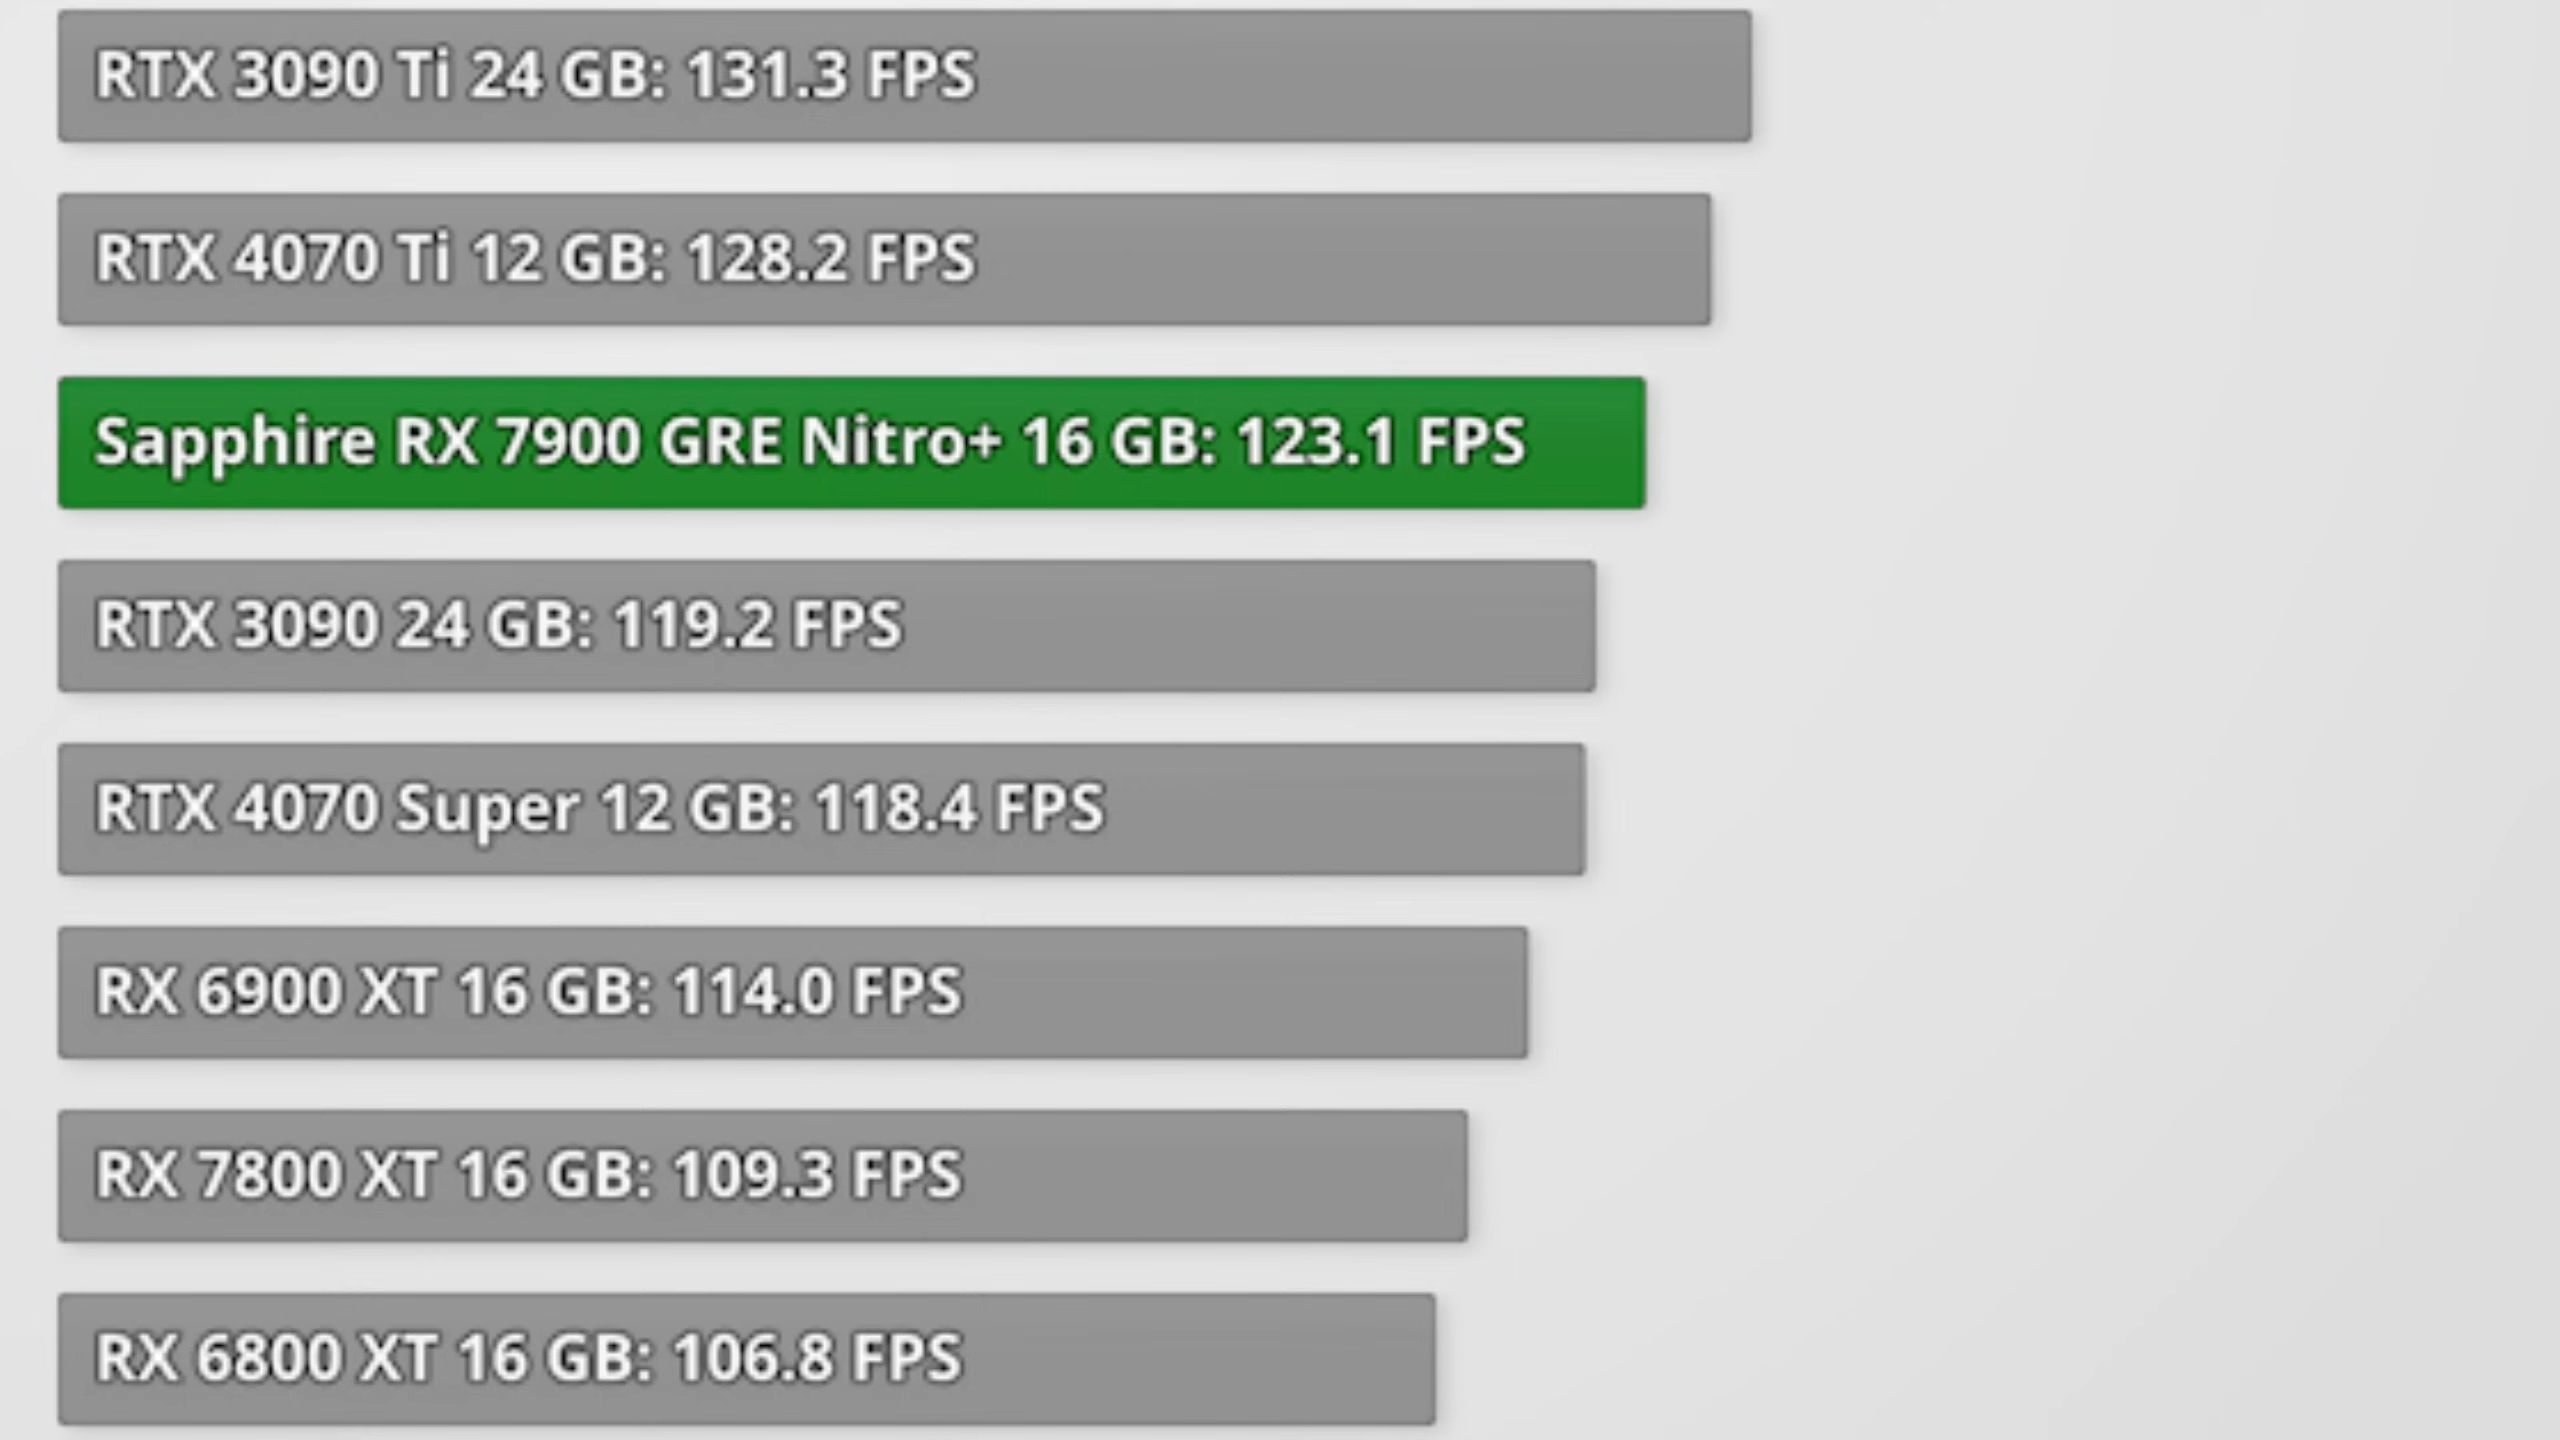 RTX 3090 Ti 24 GB: 131.3 FPS
RTX 4070 Ti 12 GB: 128.2 FPS
Sapphire RX 7900 GRE Nitro+ 16 GB: 123.1 FPS
RTX 3090 24 GB: 119.2 FPS
RTX 4070 Super 12 GB: 118.4 FPS
RX 6900 XT 16 GB: 114.0 FPS
RX 7800 XT 16 GB: 109.3 FPS
RX 6800 XT 16 GB: 106.8 FPS